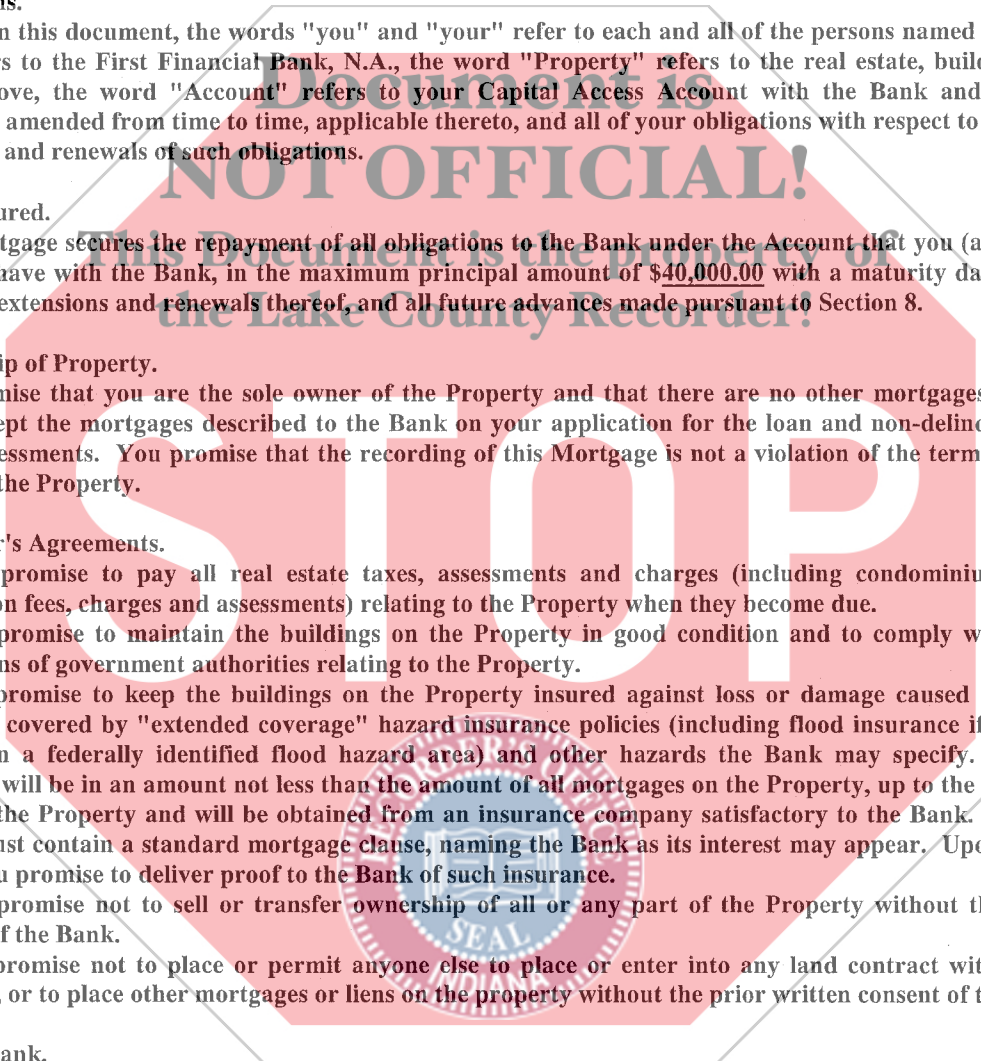 ns.
n this document, the words "you" and "your" refer to each and all of the persons named
rs to the First Financial Bank, N.A., the word "Property" refers to the real estate, build
ove, the word "Account" refers to your Capital Access Account with the Bank and
amended from time to time, applicable thereto, and all of your obligations with respect to
and renewals of such obligations.
Document is
NOT OFFICIAL!
This Document is the property of
the Lake County Recorder!
ured.
tgage secures the repayment of all obligations to the Bank under the Account that you (a
have with the Bank, in the maximum principal amount of $40,000.00 with a maturity da
extensions and renewals thereof, and all future advances made pursuant to Section 8.
ip of Property.
mise that you are the sole owner of the Property and that there are no other mortgages
ept the mortgages described to the Bank on your application for the loan and non-delinq
essments. You promise that the recording of this Mortgage is not a violation of the term
the Property.
STOP
r's Agreements.
promise to pay all real estate taxes, assessments and charges (including condominiu
on fees, charges and assessments) relating to the Property when they become due.
promise to maintain the buildings on the Property in good condition and to comply w
ns of government authorities relating to the Property.
promise to keep the buildings on the Property insured against loss or damage caused
covered by "extended coverage" hazard insurance policies (including flood insurance if
n a federally identified flood hazard area) and other hazards the Bank may specify.
will be in an amount not less than the amount of all mortgages on the Property, up to the
the Property and will be obtained from an insurance company satisfactory to the Bank.
ust contain a standard mortgage clause, naming the Bank as its interest may appear. Upo
u promise to deliver proof to the Bank of such insurance.
promise not to sell or transfer ownership of all or any part of the Property without th
f the Bank.
promise not to place or permit anyone else to place or enter into any land contract wit
, or to place other mortgages or liens on the property without the prior written consent of t
RECORDER'S OFFICE
SEAL
INDIANA
ank.